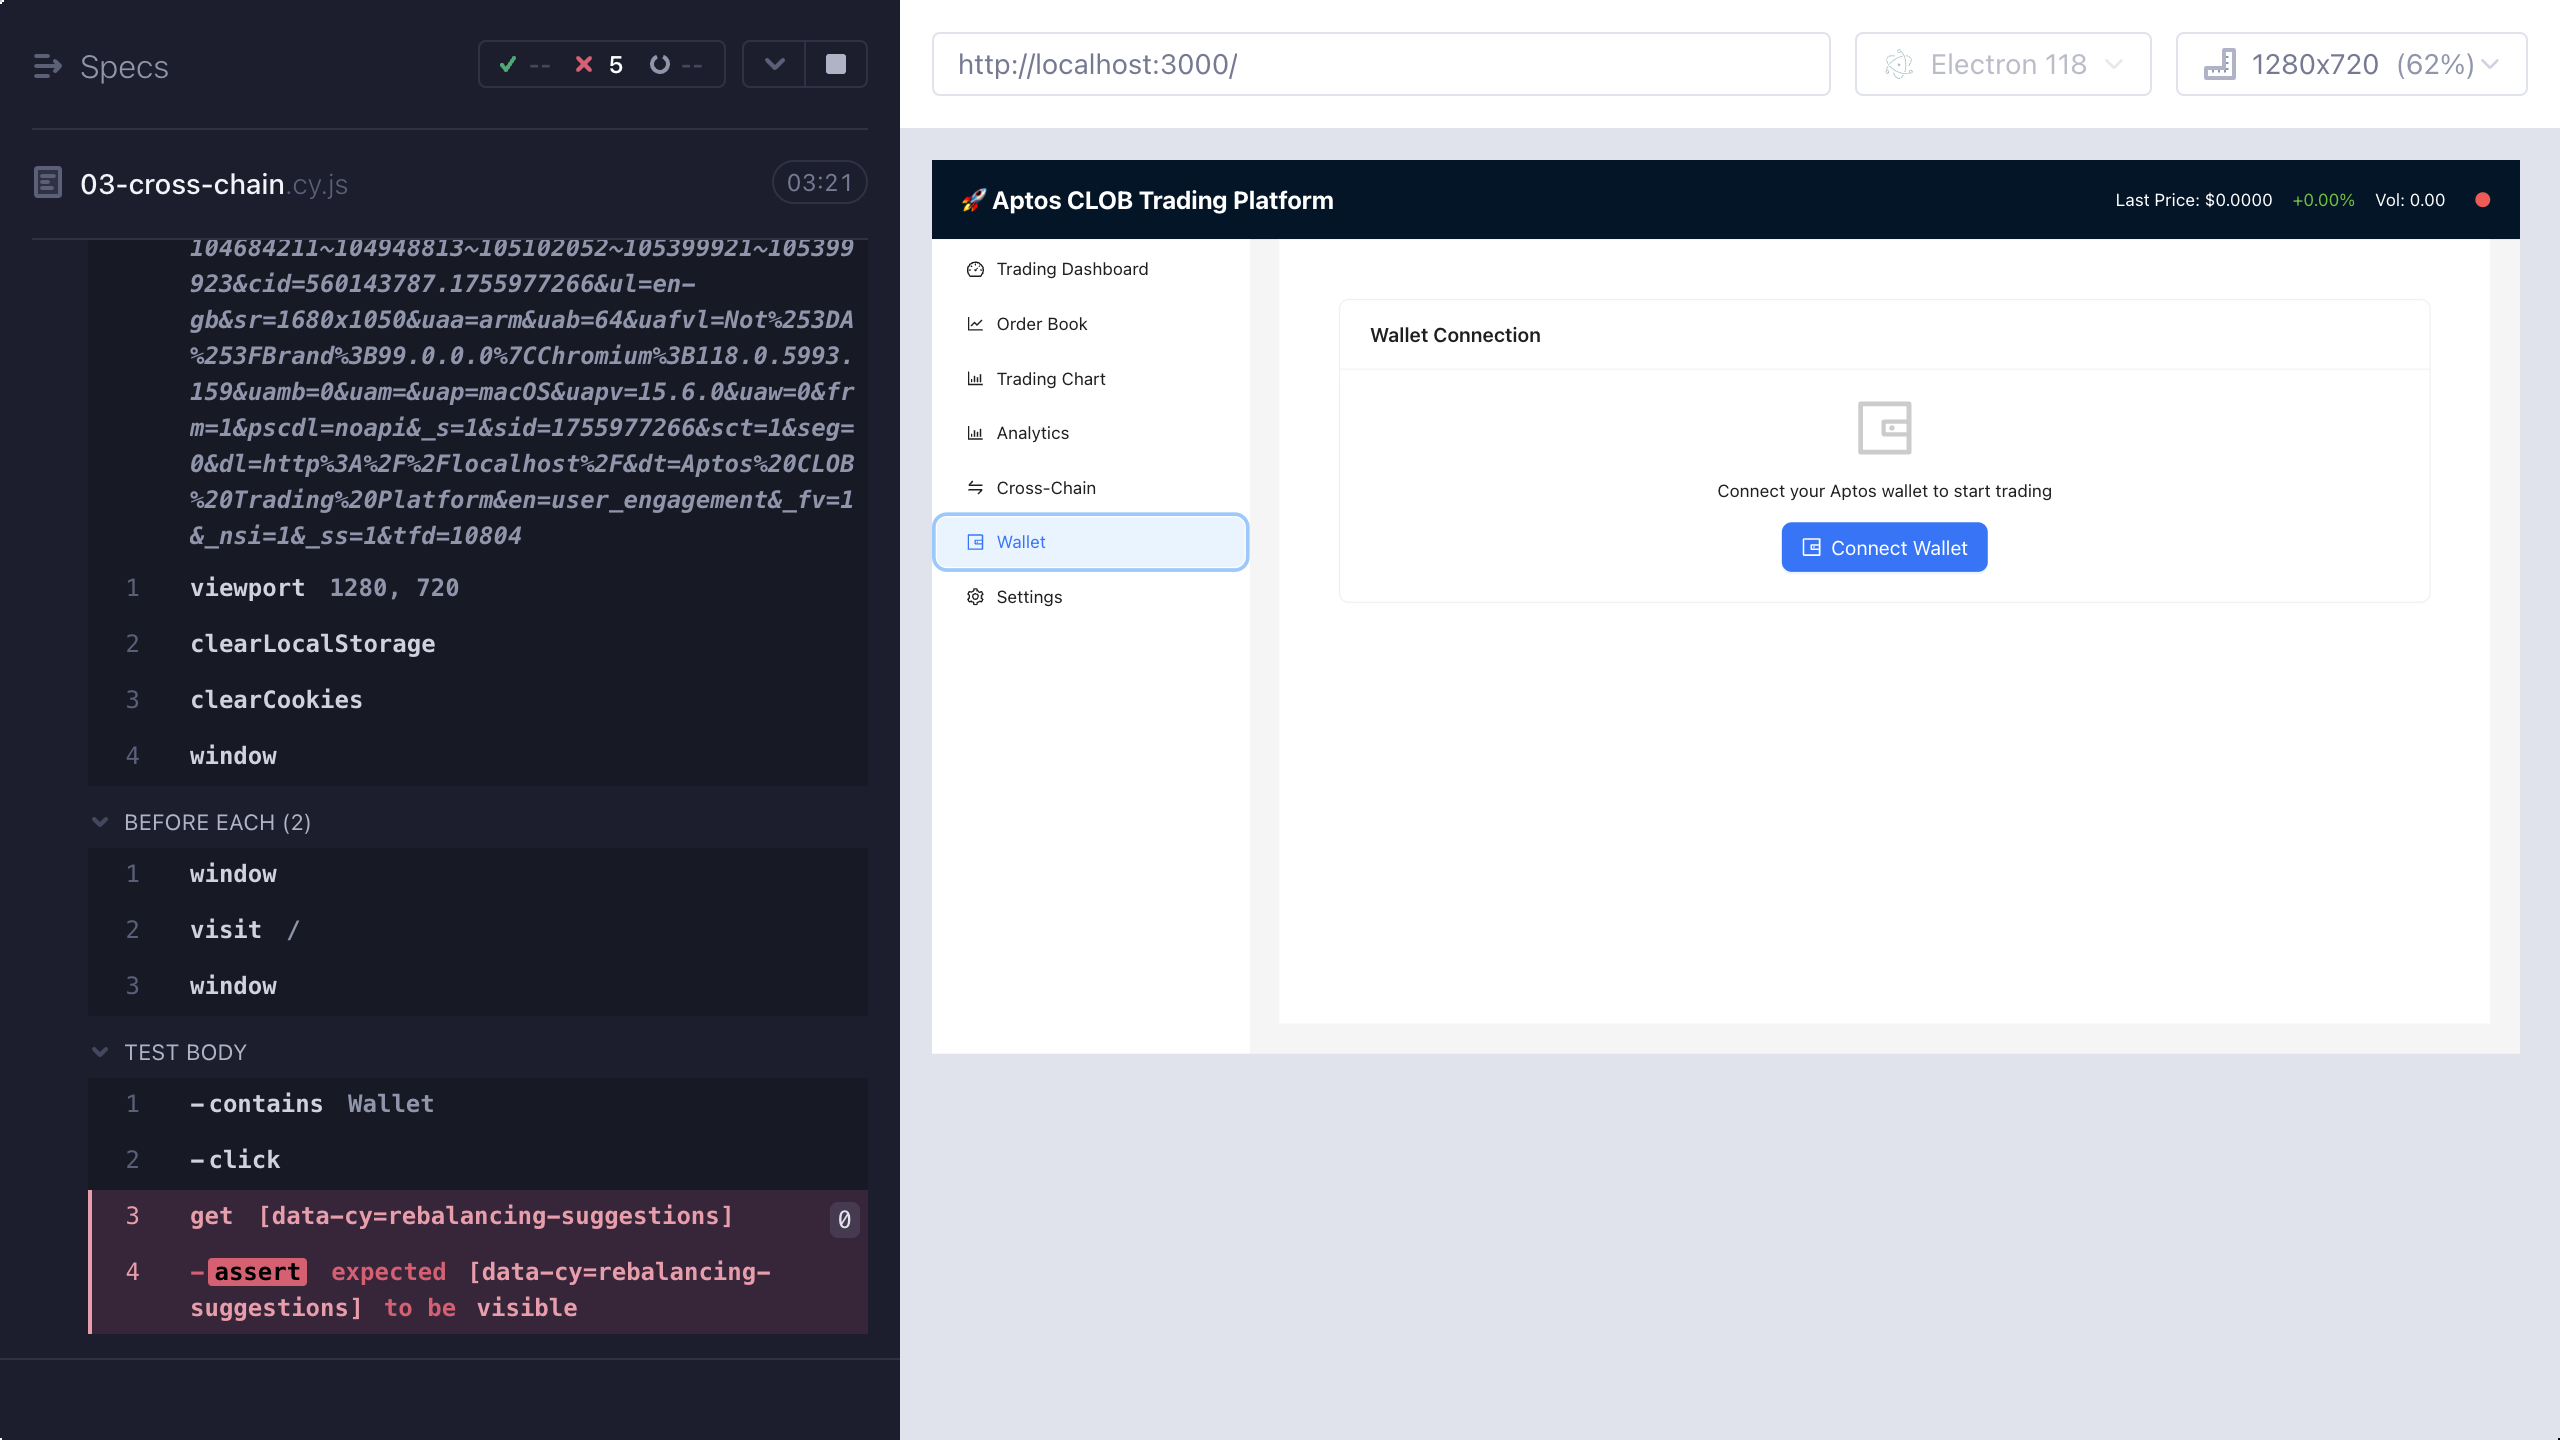 Specs
-- 5 --
03-cross-chain.cy.js 03:21
104684211~104948813~105102052~105399921~105399
923&cid=560143787.1755977266&ul=en-
gb&sr=1680x1050&uaa=arm&uab=64&uafvl=Not%253DA
%253FBrand%3B99.0.0.0%7CChromium%3B118.0.5993.
159&uamb=0&uam=&uap=macOS&uapv=15.6.0&uaw=0&fr
m=1&pscdl=noapi&_s=1&sid=1755977266&sct=1&seg=
0&dl=http%3A%2F%2Flocalhost%2F&dt=Aptos%20CLOB
%20Trading%20Platform&en=user_engagement&_fv=1
&_nsi=1&_ss=1&tfd=10804
1 viewport 1280, 720
2 clearLocalStorage
3 clearCookies
4 window
BEFORE EACH (2)
1 window
2 visit /
3 window
TEST BODY
1 -contains Wallet
2 -click
3 get [data-cy=rebalancing-suggestions] 0
4 -assert expected [data-cy=rebalancing-
suggestions] to be visible
http://localhost:3000/
Electron 118
1280x720 (62%)
🚀 Aptos CLOB Trading Platform
Last Price: $0.0000 +0.00% Vol: 0.00
Trading Dashboard
Order Book
Trading Chart
Analytics
Cross-Chain
Wallet
Settings
Wallet Connection
Connect your Aptos wallet to start trading
Connect Wallet